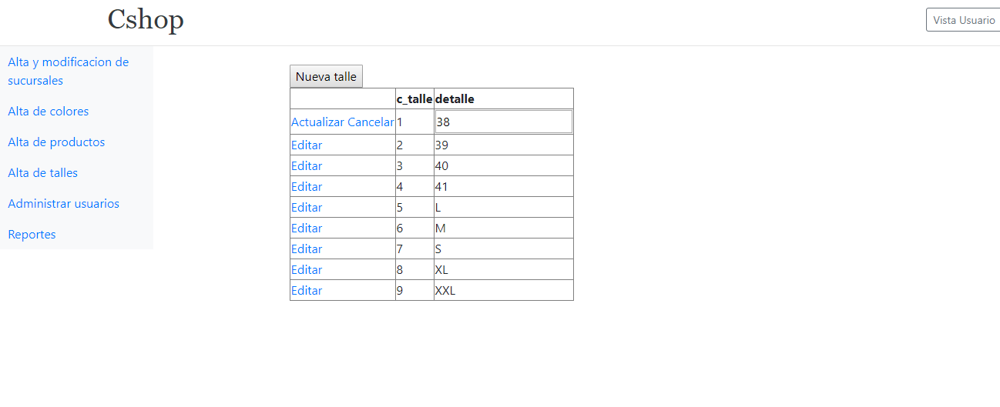 Cshop
Vista Usuario
Alta y modificacion de
sucursales
Alta de colores
Alta de productos
Alta de talles
Administrar usuarios
Reportes
Nueva talle
c_talle detalle
Actualizar Cancelar 1 38
Editar 2 39
Editar 3 40
Editar 4 41
Editar 5 L
Editar 6 M
Editar 7 S
Editar 8 XL
Editar 9 XXL